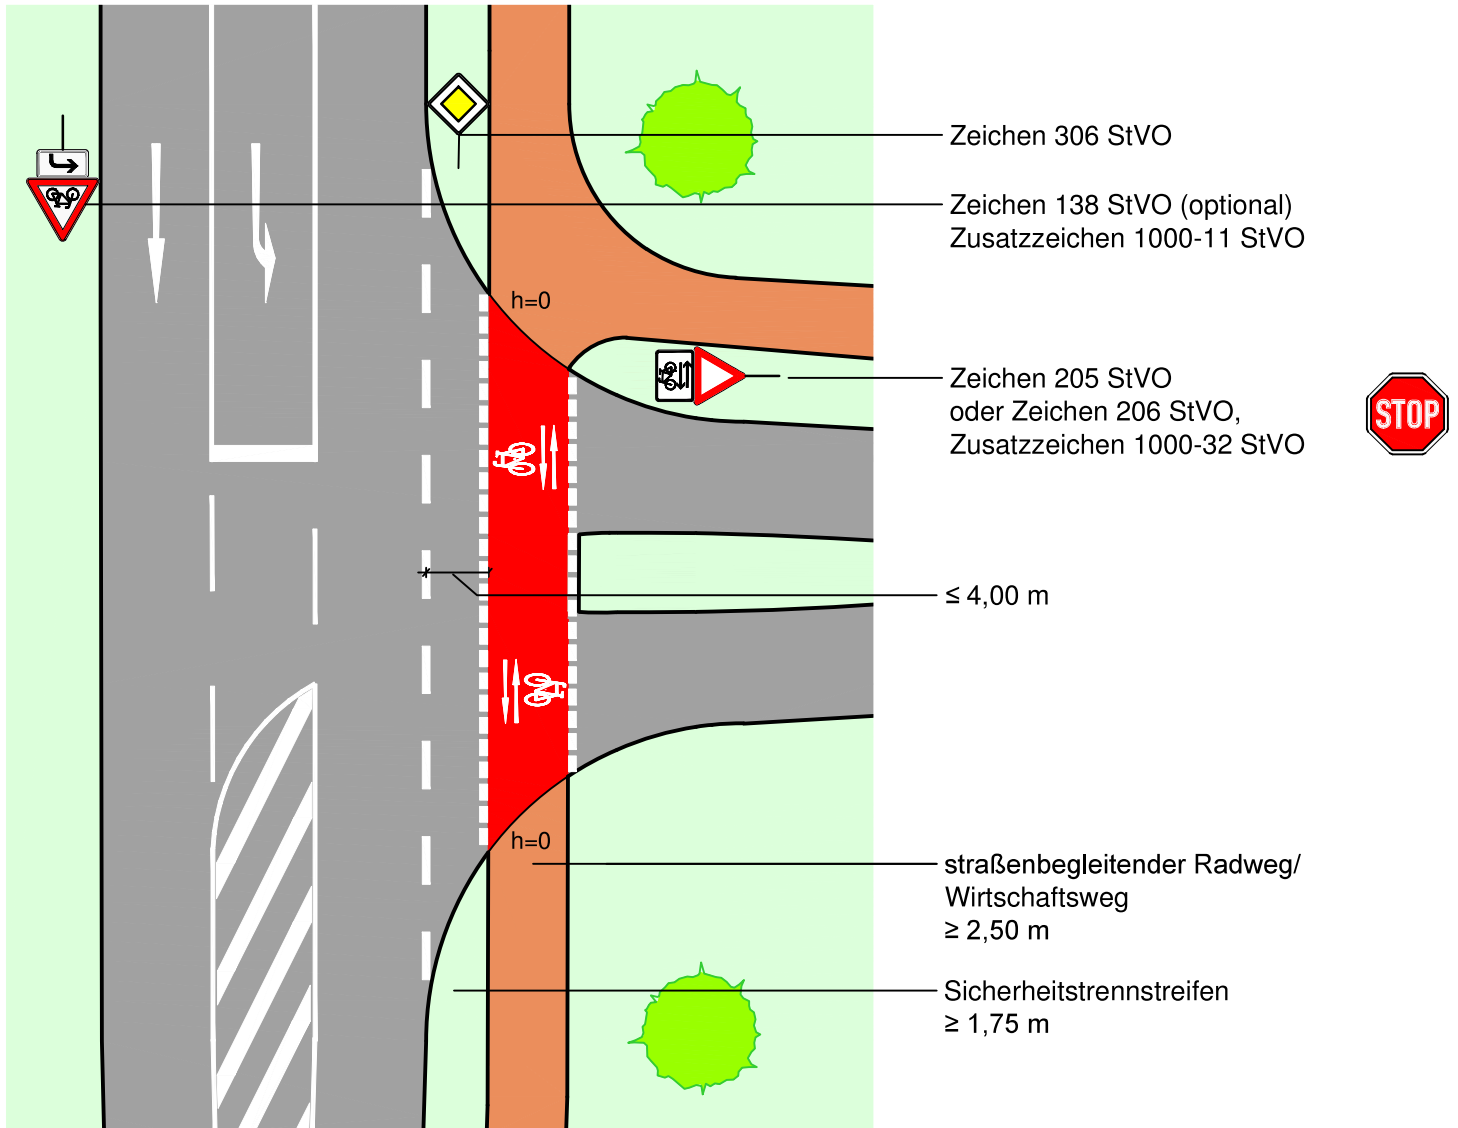 Zeichen 306 StVO
Zeichen 138 StVO (optional)
Zusatzzeichen 1000-11 StVO
h=0
Zeichen 205 StVO
oder Zeichen 206 StVO,
Zusatzzeichen 1000-32 StVO
STOP
≤ 4,00 m
h=0
straßenbegleitender Radweg/
Wirtschaftsweg
≥ 2,50 m
Sicherheitstrennstreifen
≥ 1,75 m